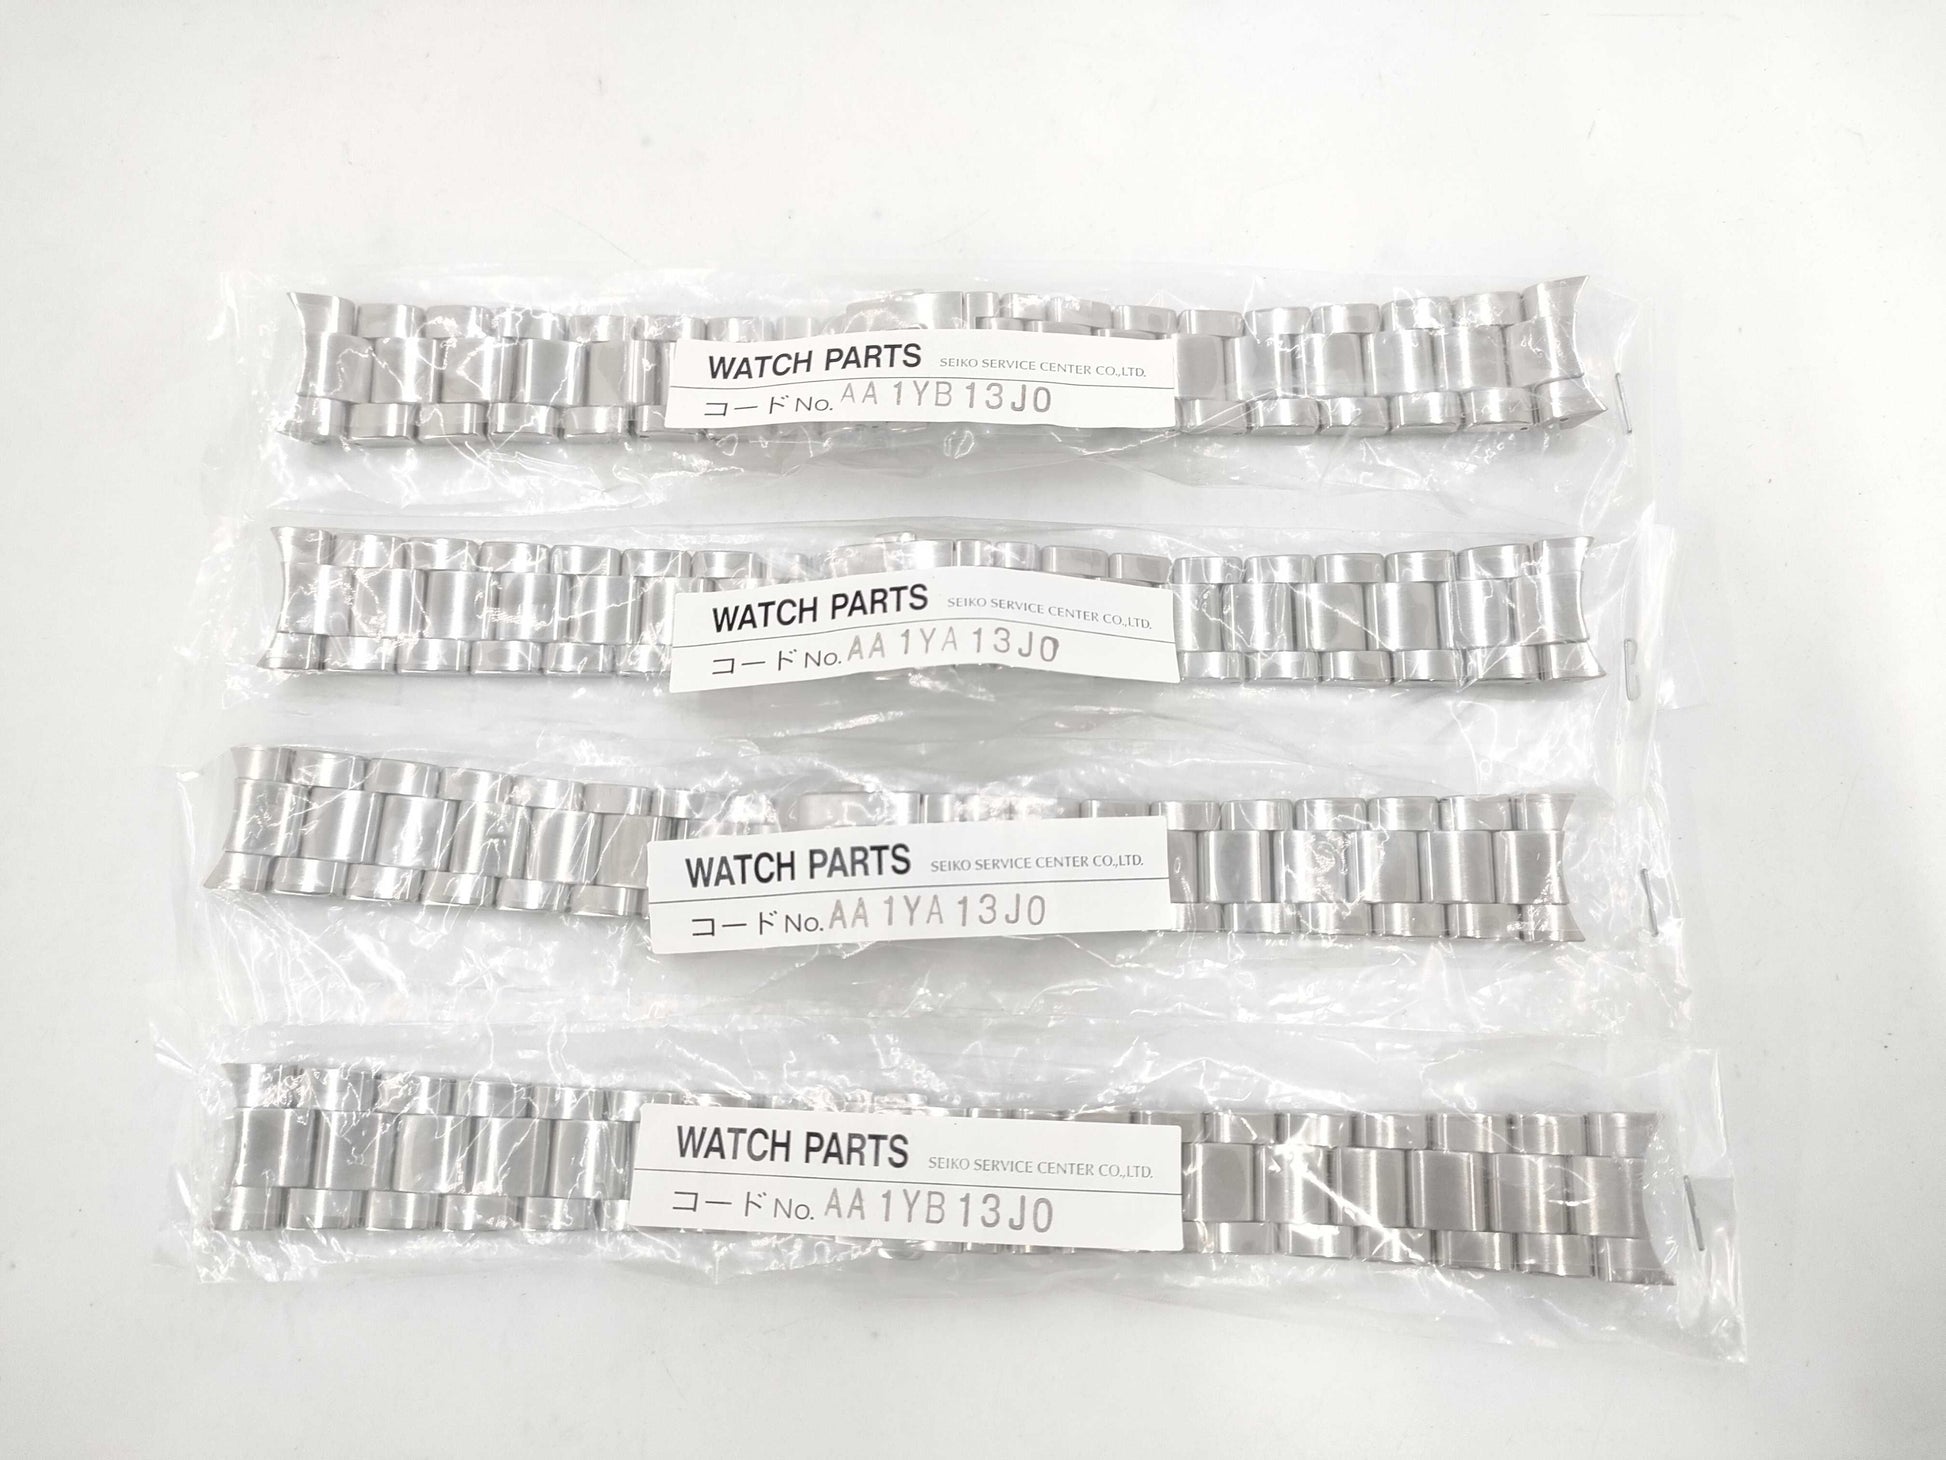 WATCH PARTS SEIKO SERVICE CENTER CO.,LTD.
コードNo. AA1YB13J0
WATCH PARTS SEIKO SERVICE CENTER CO.,LTD.
コードNo. AA1YA13J0
WATCH PARTS SEIKO SERVICE CENTER CO.,LTD.
コードNo. AA1YA13J0
WATCH PARTS SEIKO SERVICE CENTER CO.,LTD.
コードNo. AA1YB13J0